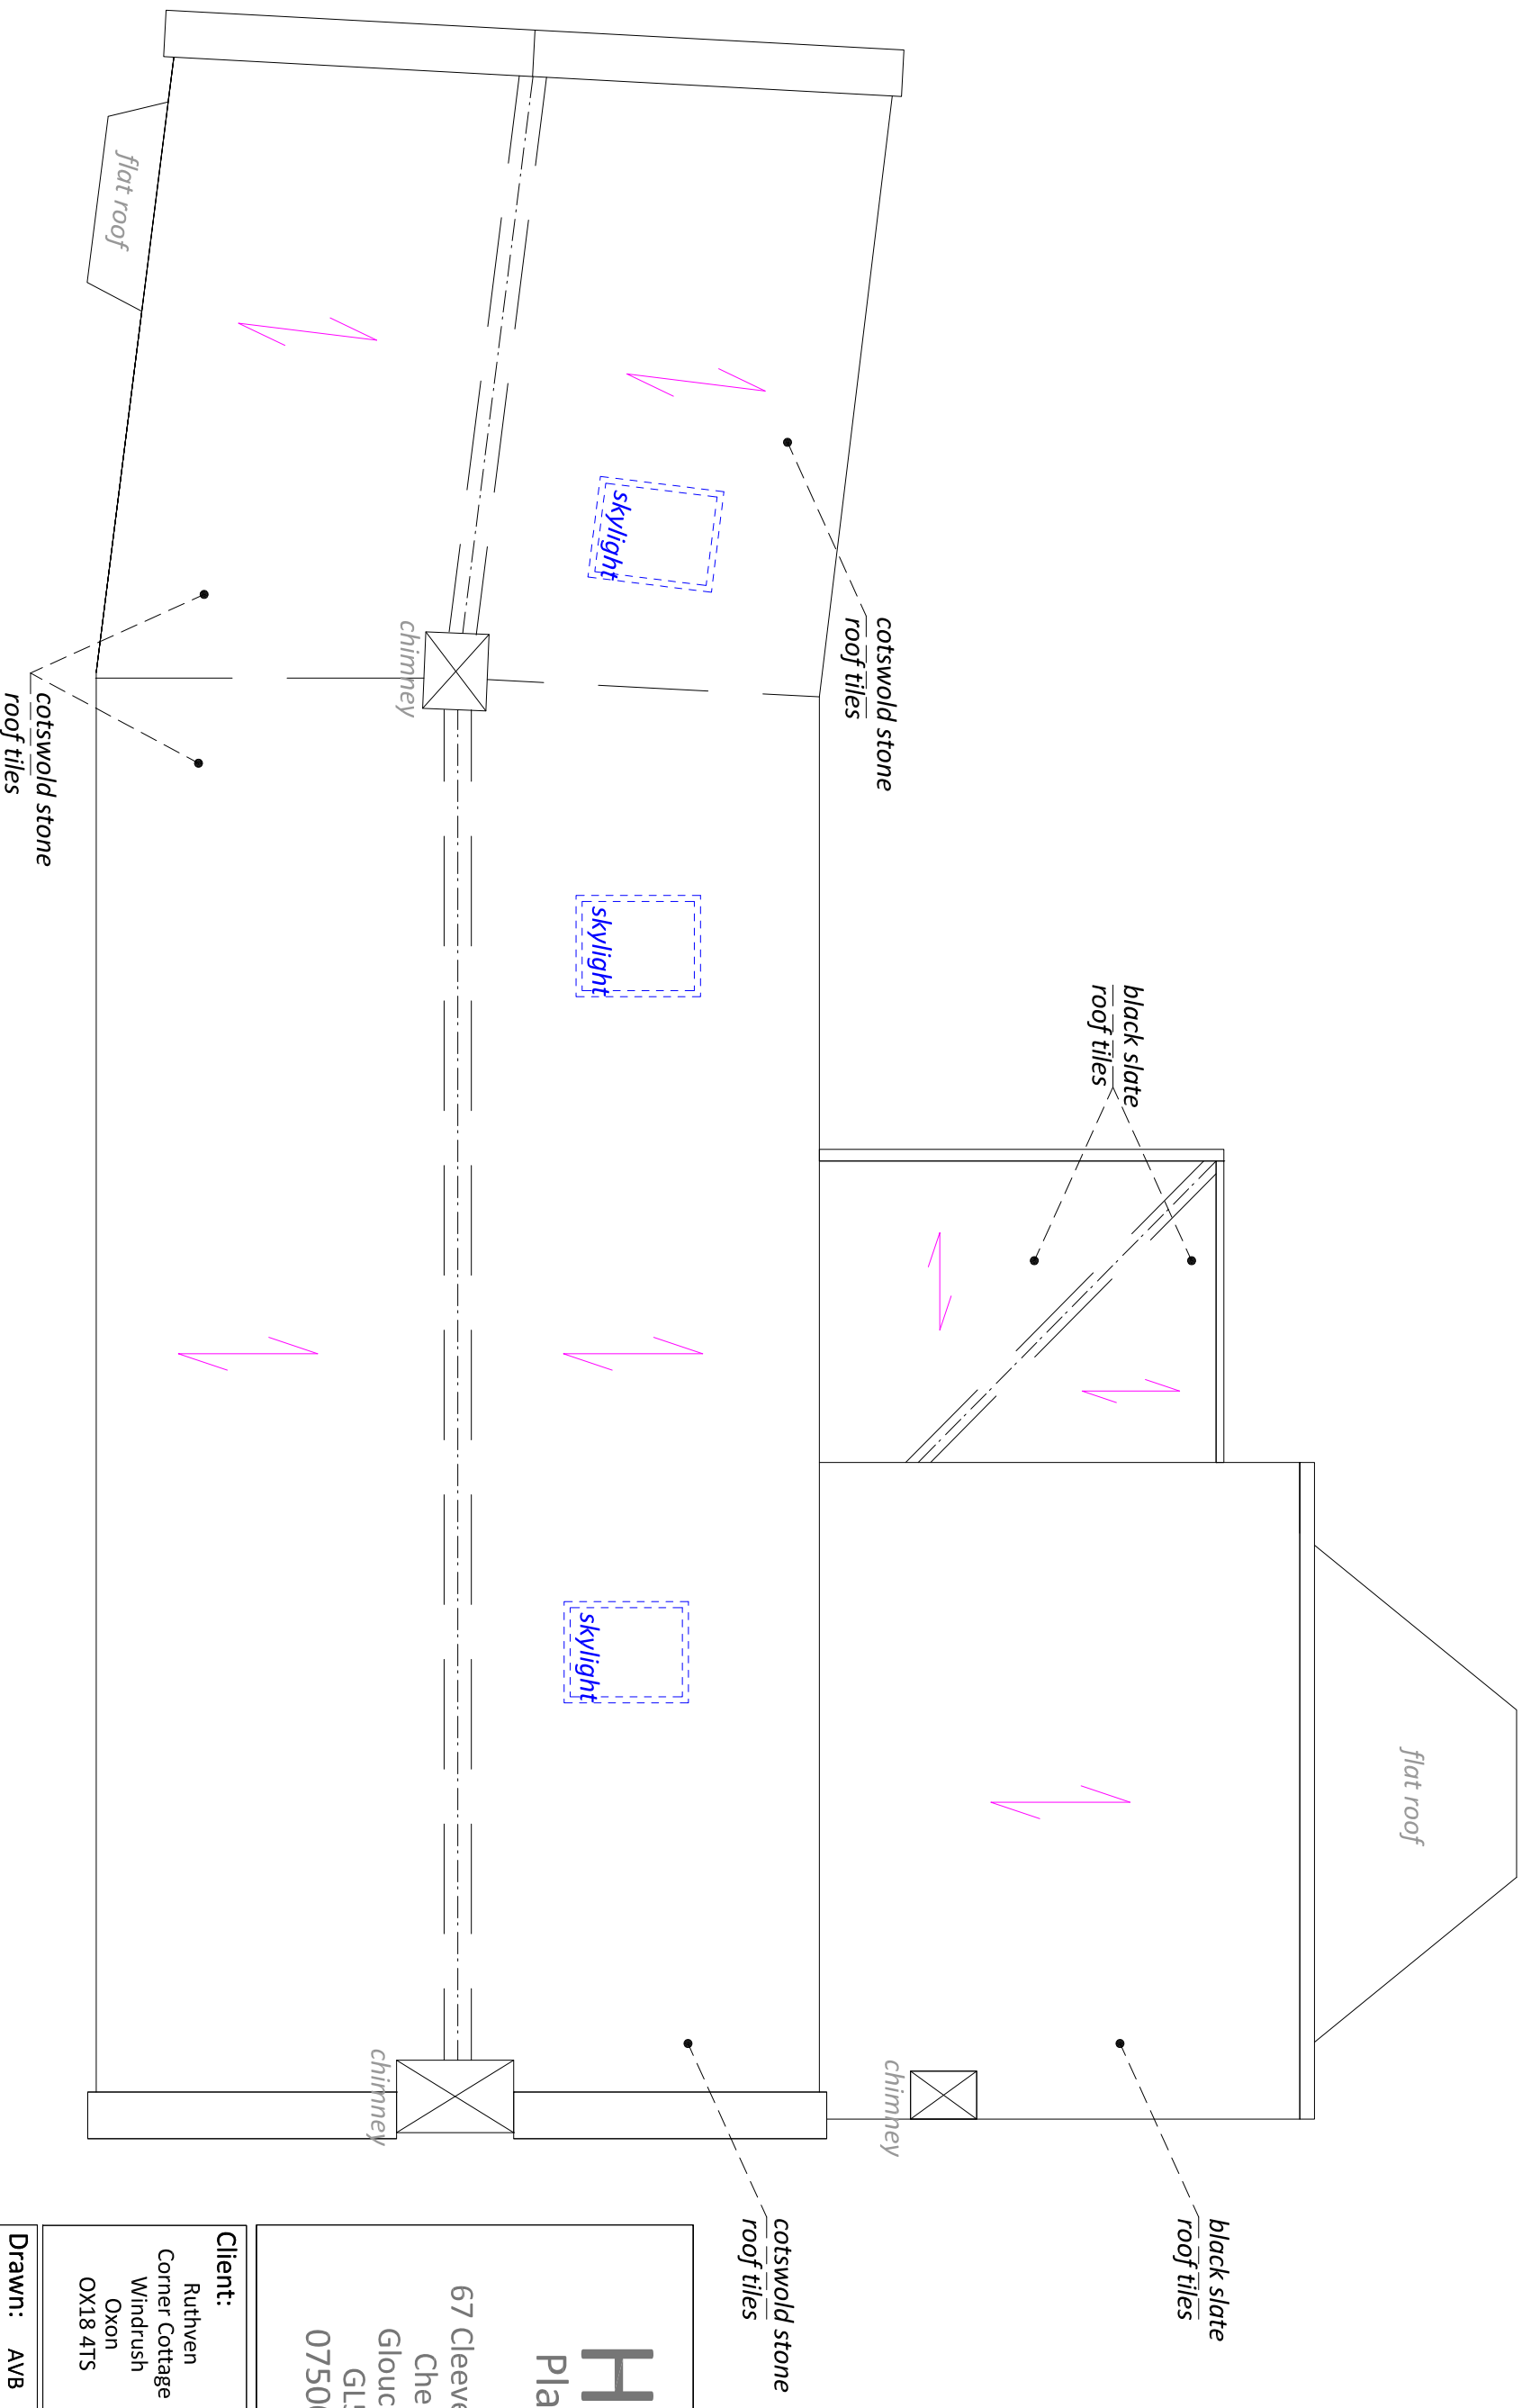 black slate
roof tiles
flat roof
black slate
roof tiles
cotswold stone
roof tiles
chimney
cotswold stone
roof tiles
skylight
skylight
skylight
chimney
chimney
flat roof
cotswold stone
roof tiles
H
67
Client:
Ruthven
Corner Cottage
Windrush
Oxon
OX18 4TS
Drawn: AVB